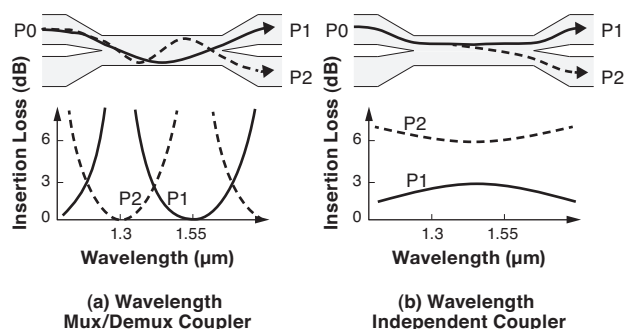 P0
P1
P2
Insertion Loss (dB)
6
3
0
P2
P1
1.3
1.55
Wavelength (µm)
(a) Wavelength
Mux/Demux Coupler
P0
P1
P2
Insertion Loss (dB)
6
3
0
P2
P1
1.3
1.55
Wavelength (µm)
(b) Wavelength
Independent Coupler